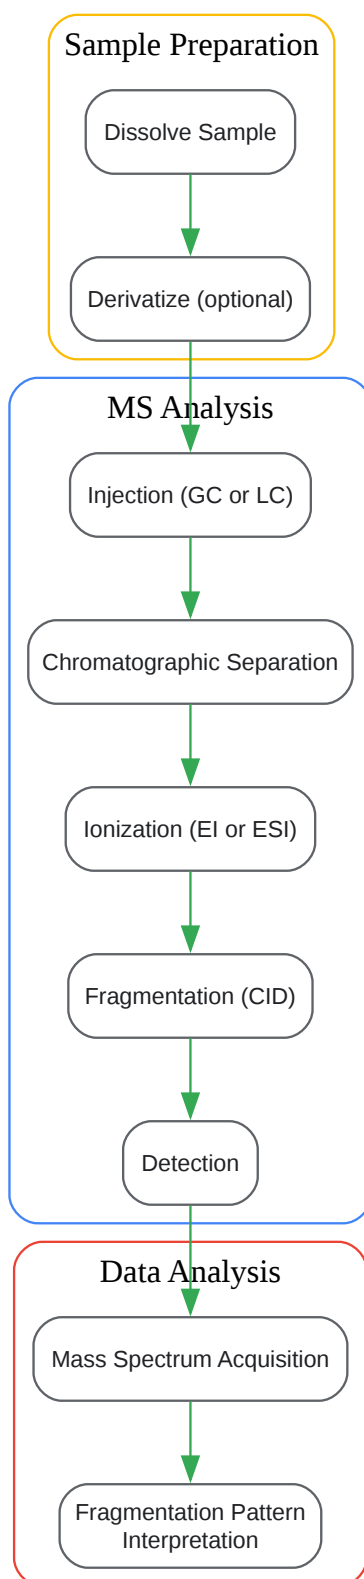 Sample Preparation
Dissolve Sample
Derivatize (optional)
MS Analysis
Injection (GC or LC)
Chromatographic Separation
Ionization (EI or ESI)
Fragmentation (CID)
Detection
Data Analysis
Mass Spectrum Acquisition
Fragmentation Pattern
Interpretation